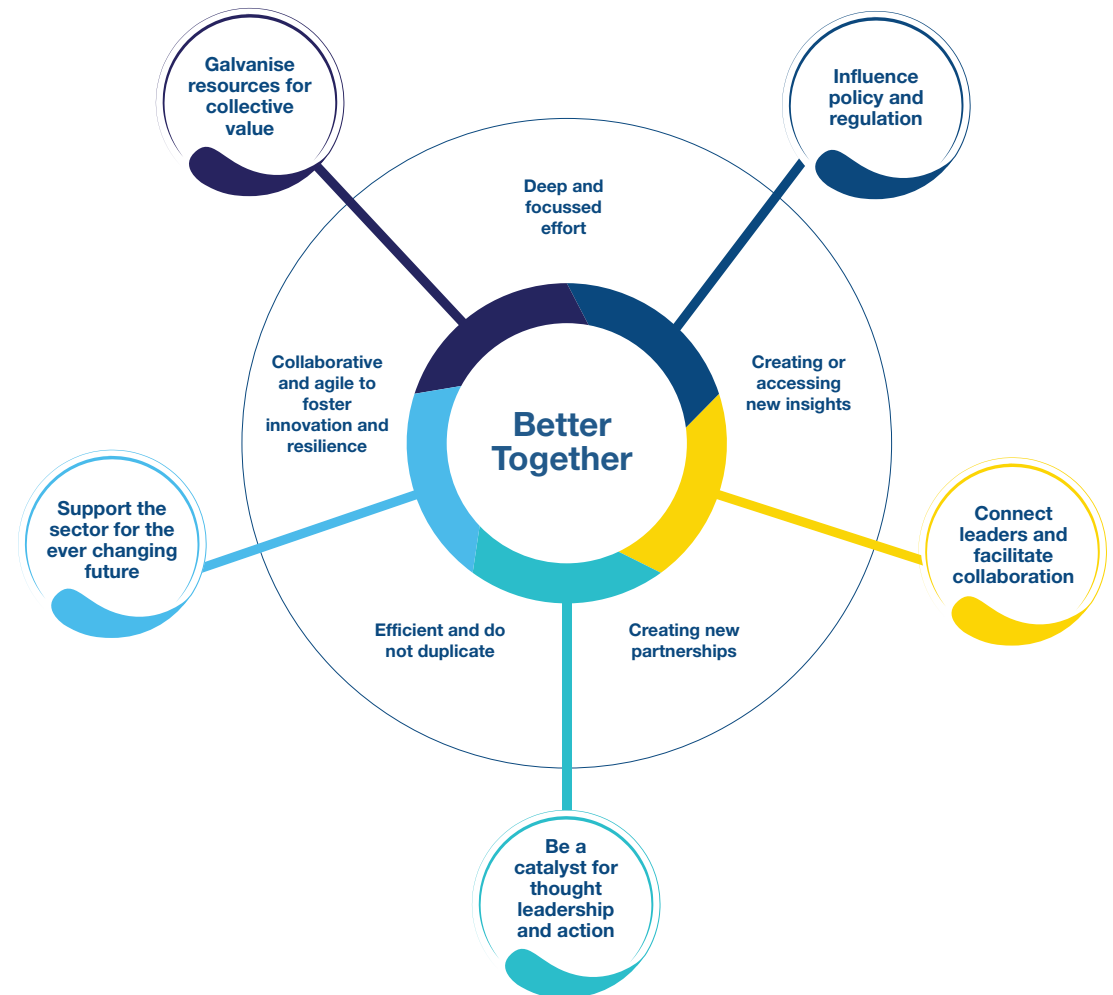 Galvanise
resources for
collective
value
Influence
policy and
regulation
Deep and
focussed
effort
Collaborative
and agile to
foster
innovation and
resilience
Creating or
accessing
new insights
Better
Together
Support the
sector for the
ever changing
future
Connect
leaders and
facilitate
collaboration
Efficient and do
not duplicate
Creating new
partnerships
Be a
catalyst for
thought
leadership
and action